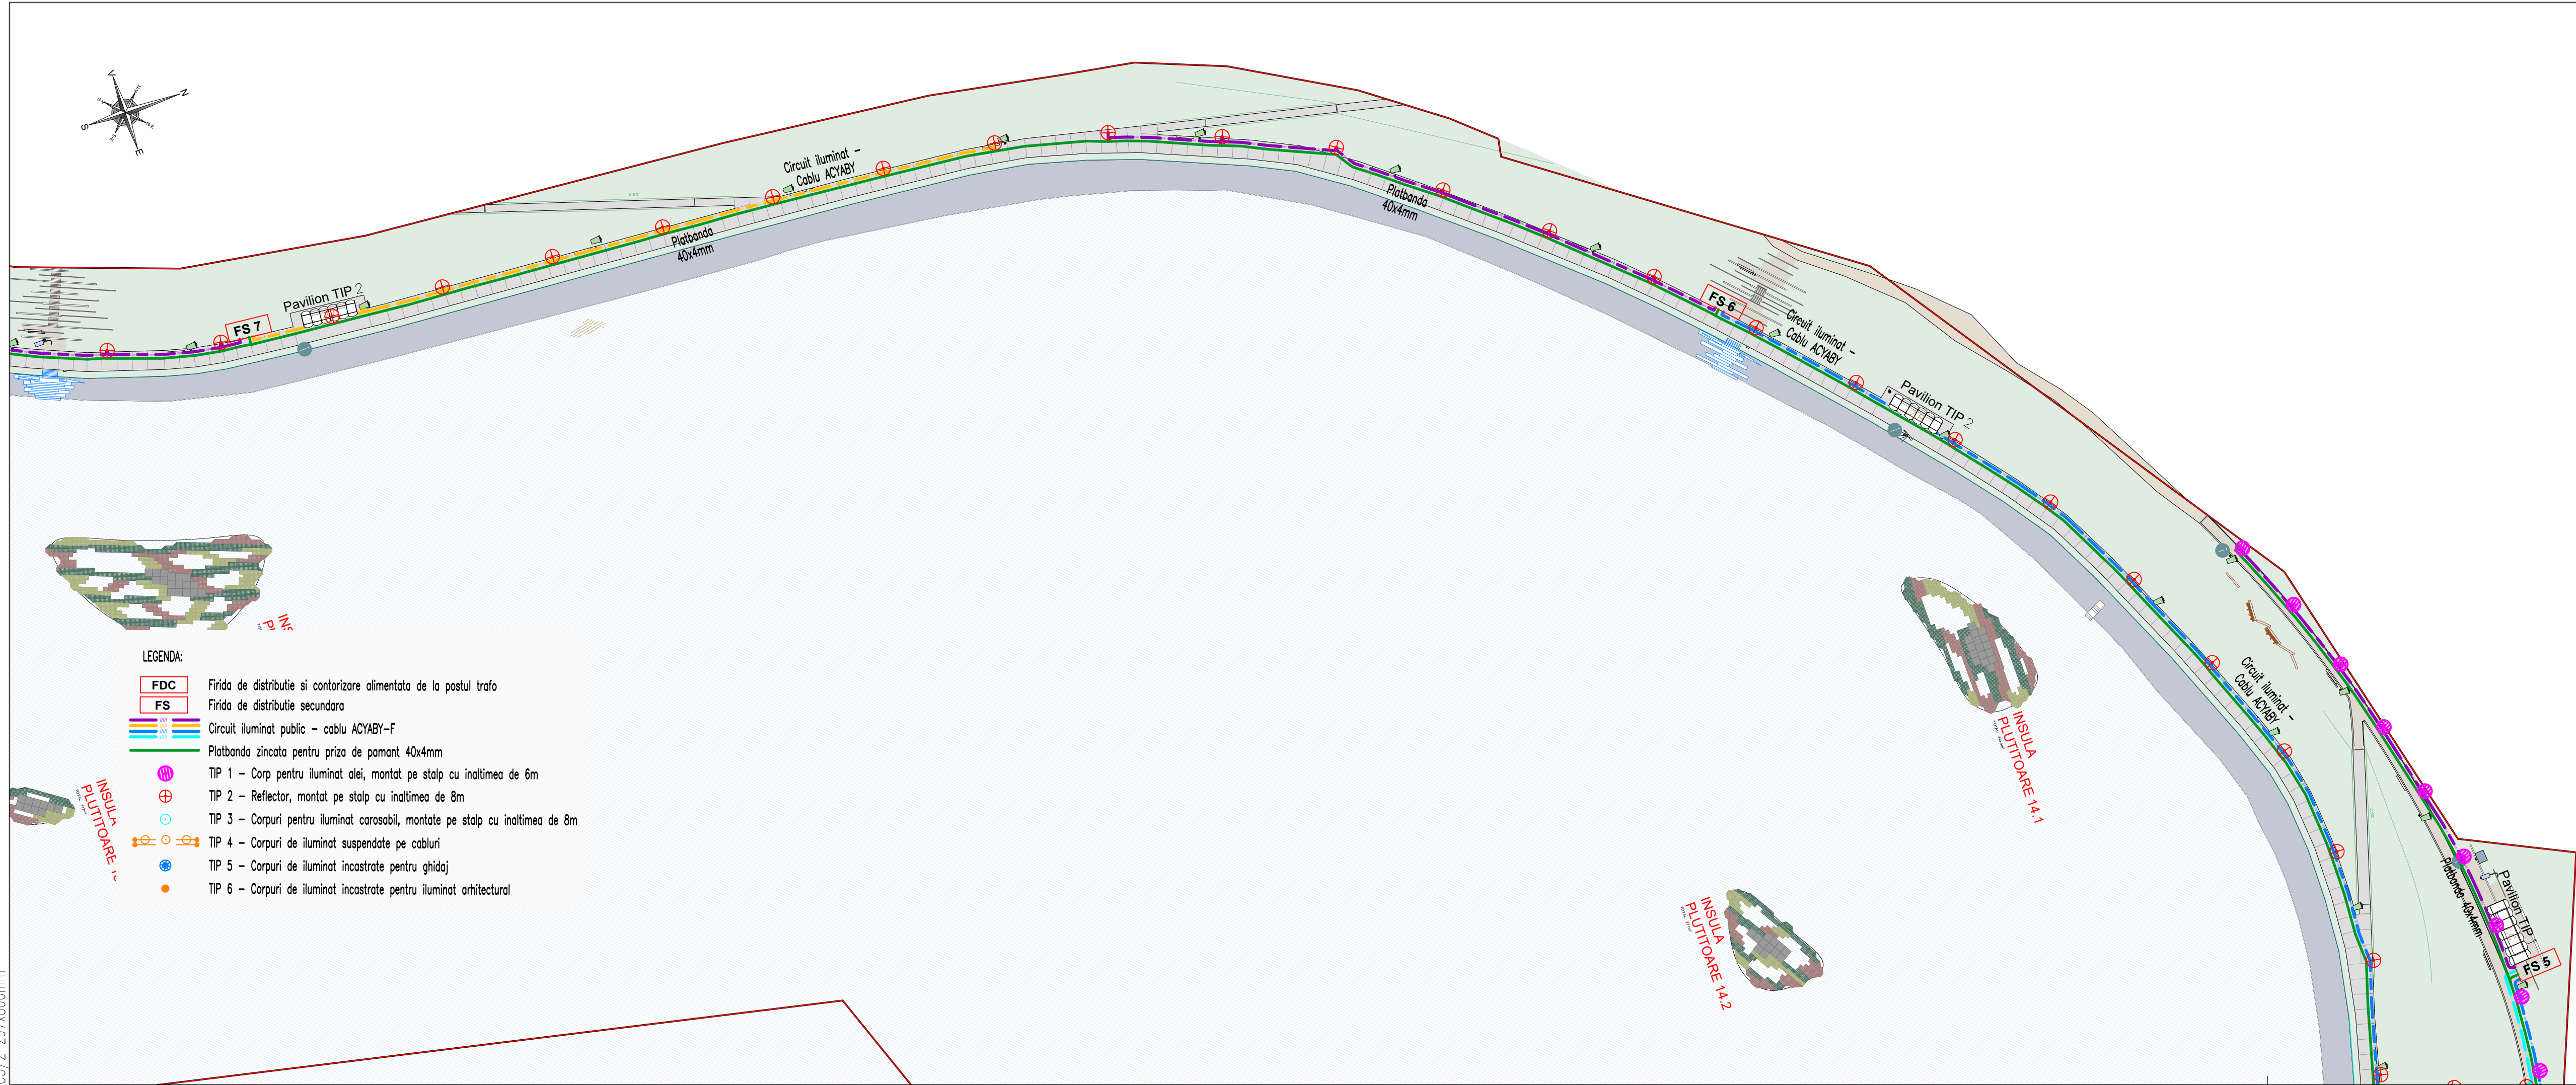 V
N
S
E
Circuit iluminat -
Cablu ACYABY
Platbanda
40x4mm
Platbanda
40x4mm
Pavilion TIP 2
FS 7
FS 6
Circuit iluminat -
Cablu ACYABY
Pavilion TIP 2
Circuit iluminat -
Cablu ACYABY
Platbanda 40x4mm
Pavilion TIP 1
FS 5
INSULA
PLUTITOARE 14.1
INSULA
PLUTITOARE 14.2
INSULA
PLUTITOARE
LEGENDA:
FDC Firida de distributie si contorizare alimentata de la postul trafo
FS Firida de distributie secundara
Circuit iluminat public - cablu ACYABY-F
Platbanda zincata pentru priza de pamant 40x4mm
TIP 1 - Corp pentru iluminat alei, montat pe stalp cu inaltimea de 6m
TIP 2 - Reflector, montat pe stalp cu inaltimea de 8m
TIP 3 - Corpuri pentru iluminat carosabil, montate pe stalp cu inaltimea de 8m
TIP 4 - Corpuri de iluminat suspendate pe cabluri
TIP 5 - Corpuri de iluminat incastrate pentru ghidaj
TIP 6 - Corpuri de iluminat incastrate pentru iluminat arhitectural